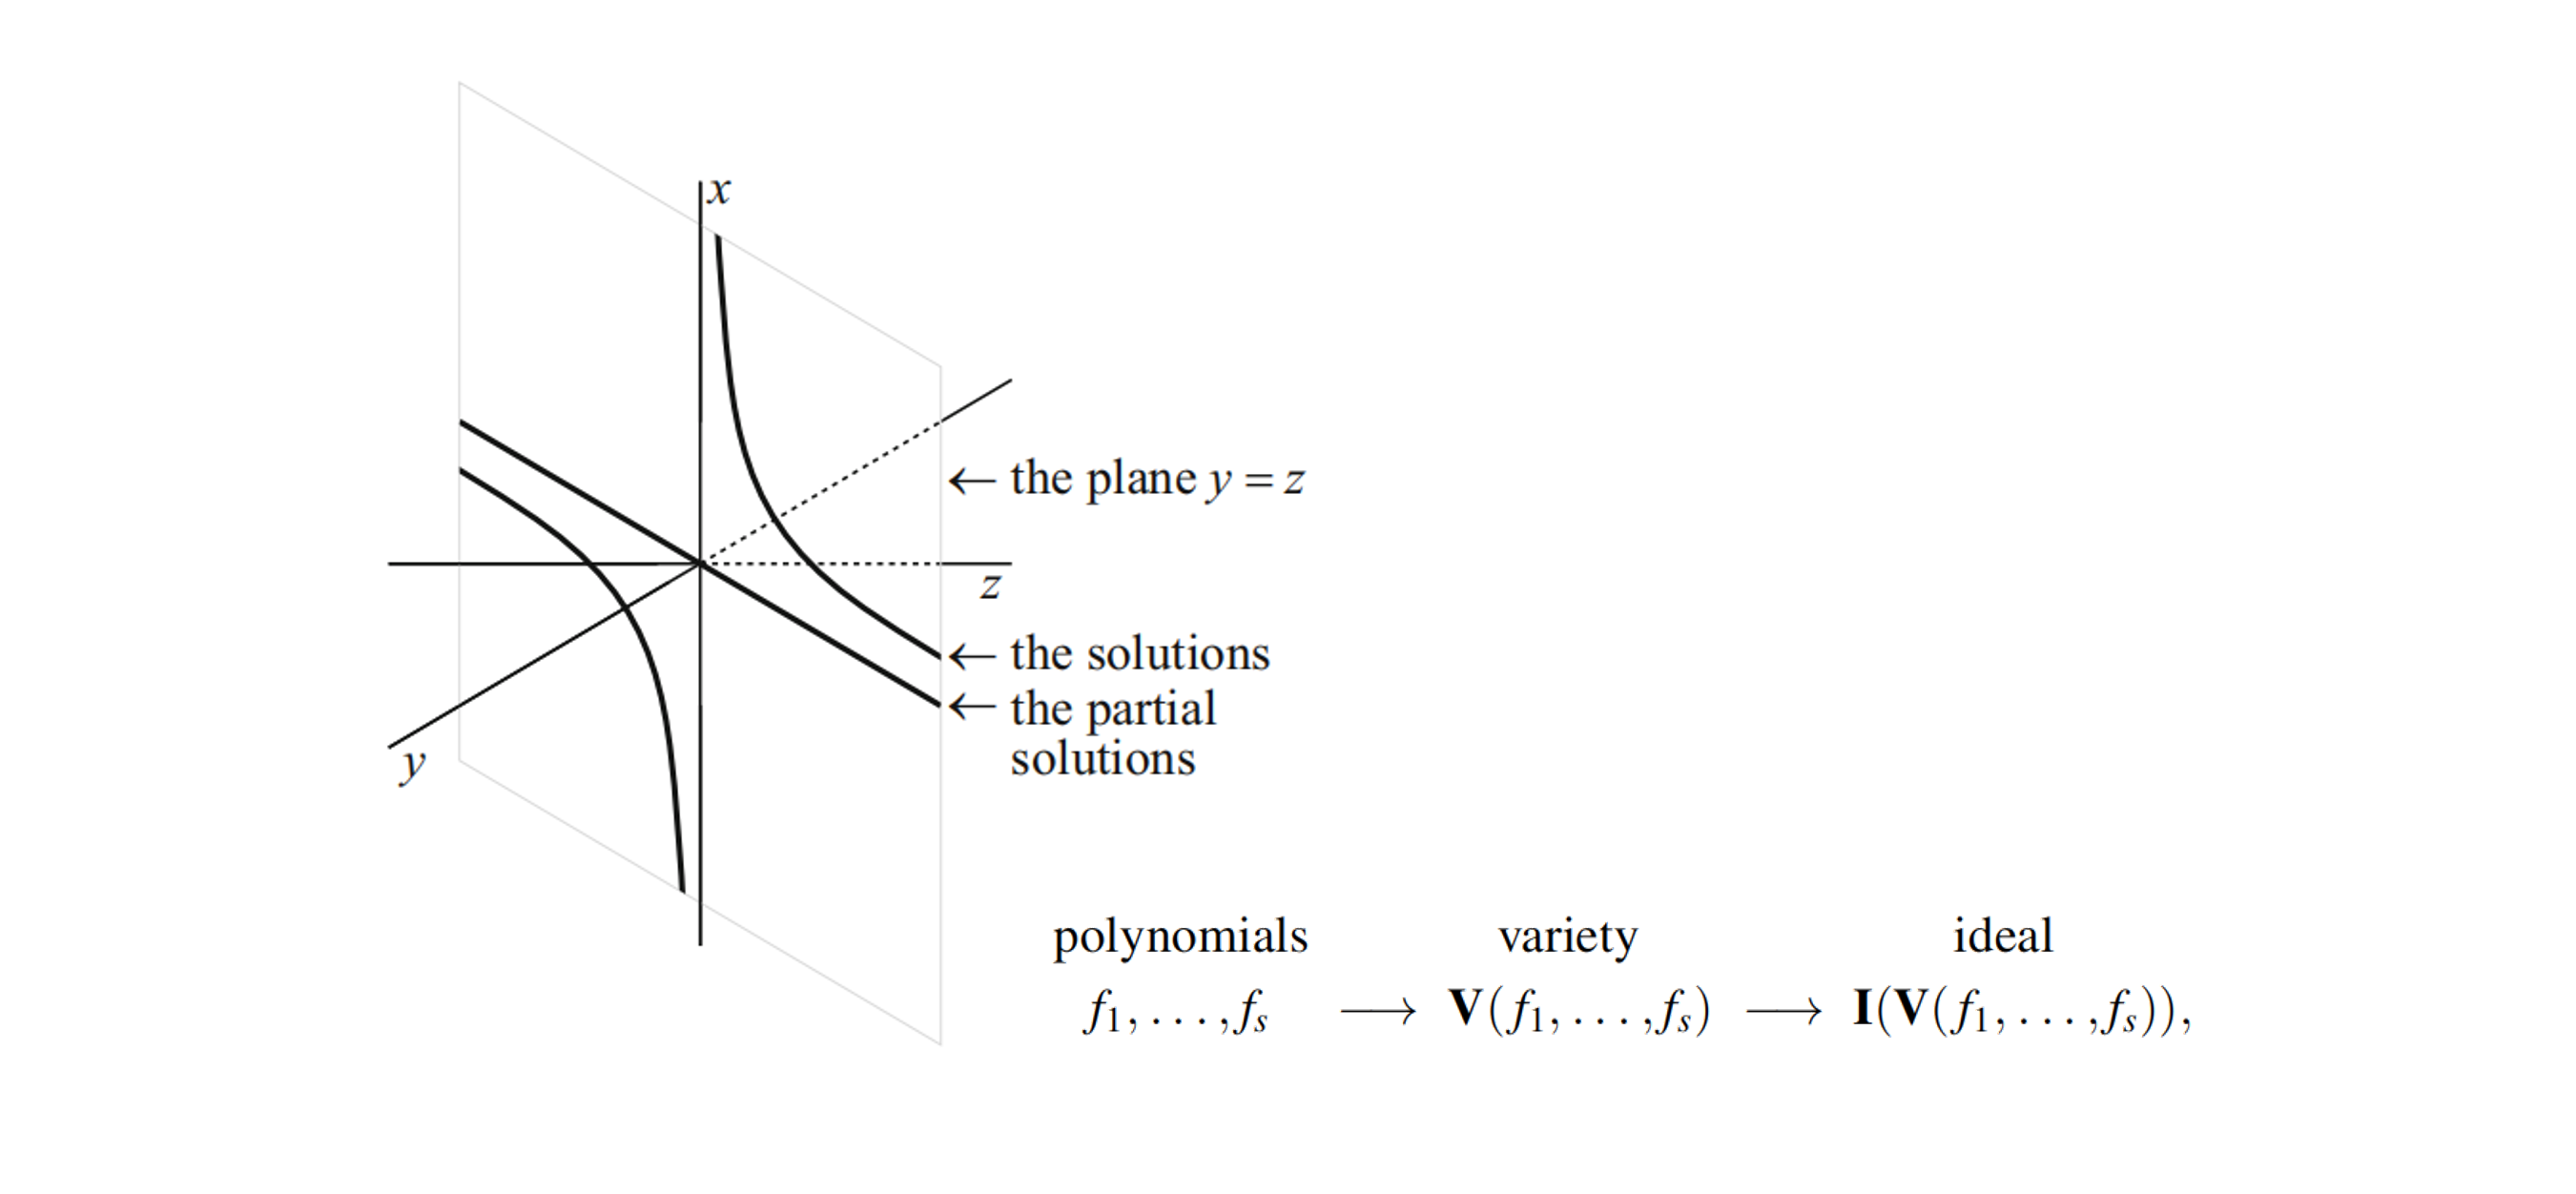 x
← the plane y = z
z
← the solutions
← the partial
solutions
y
polynomials variety ideal
f₁, . . . ,fₛ ⟶ V(f₁, . . . ,fₛ) ⟶ I(V(f₁, . . . ,fₛ)),